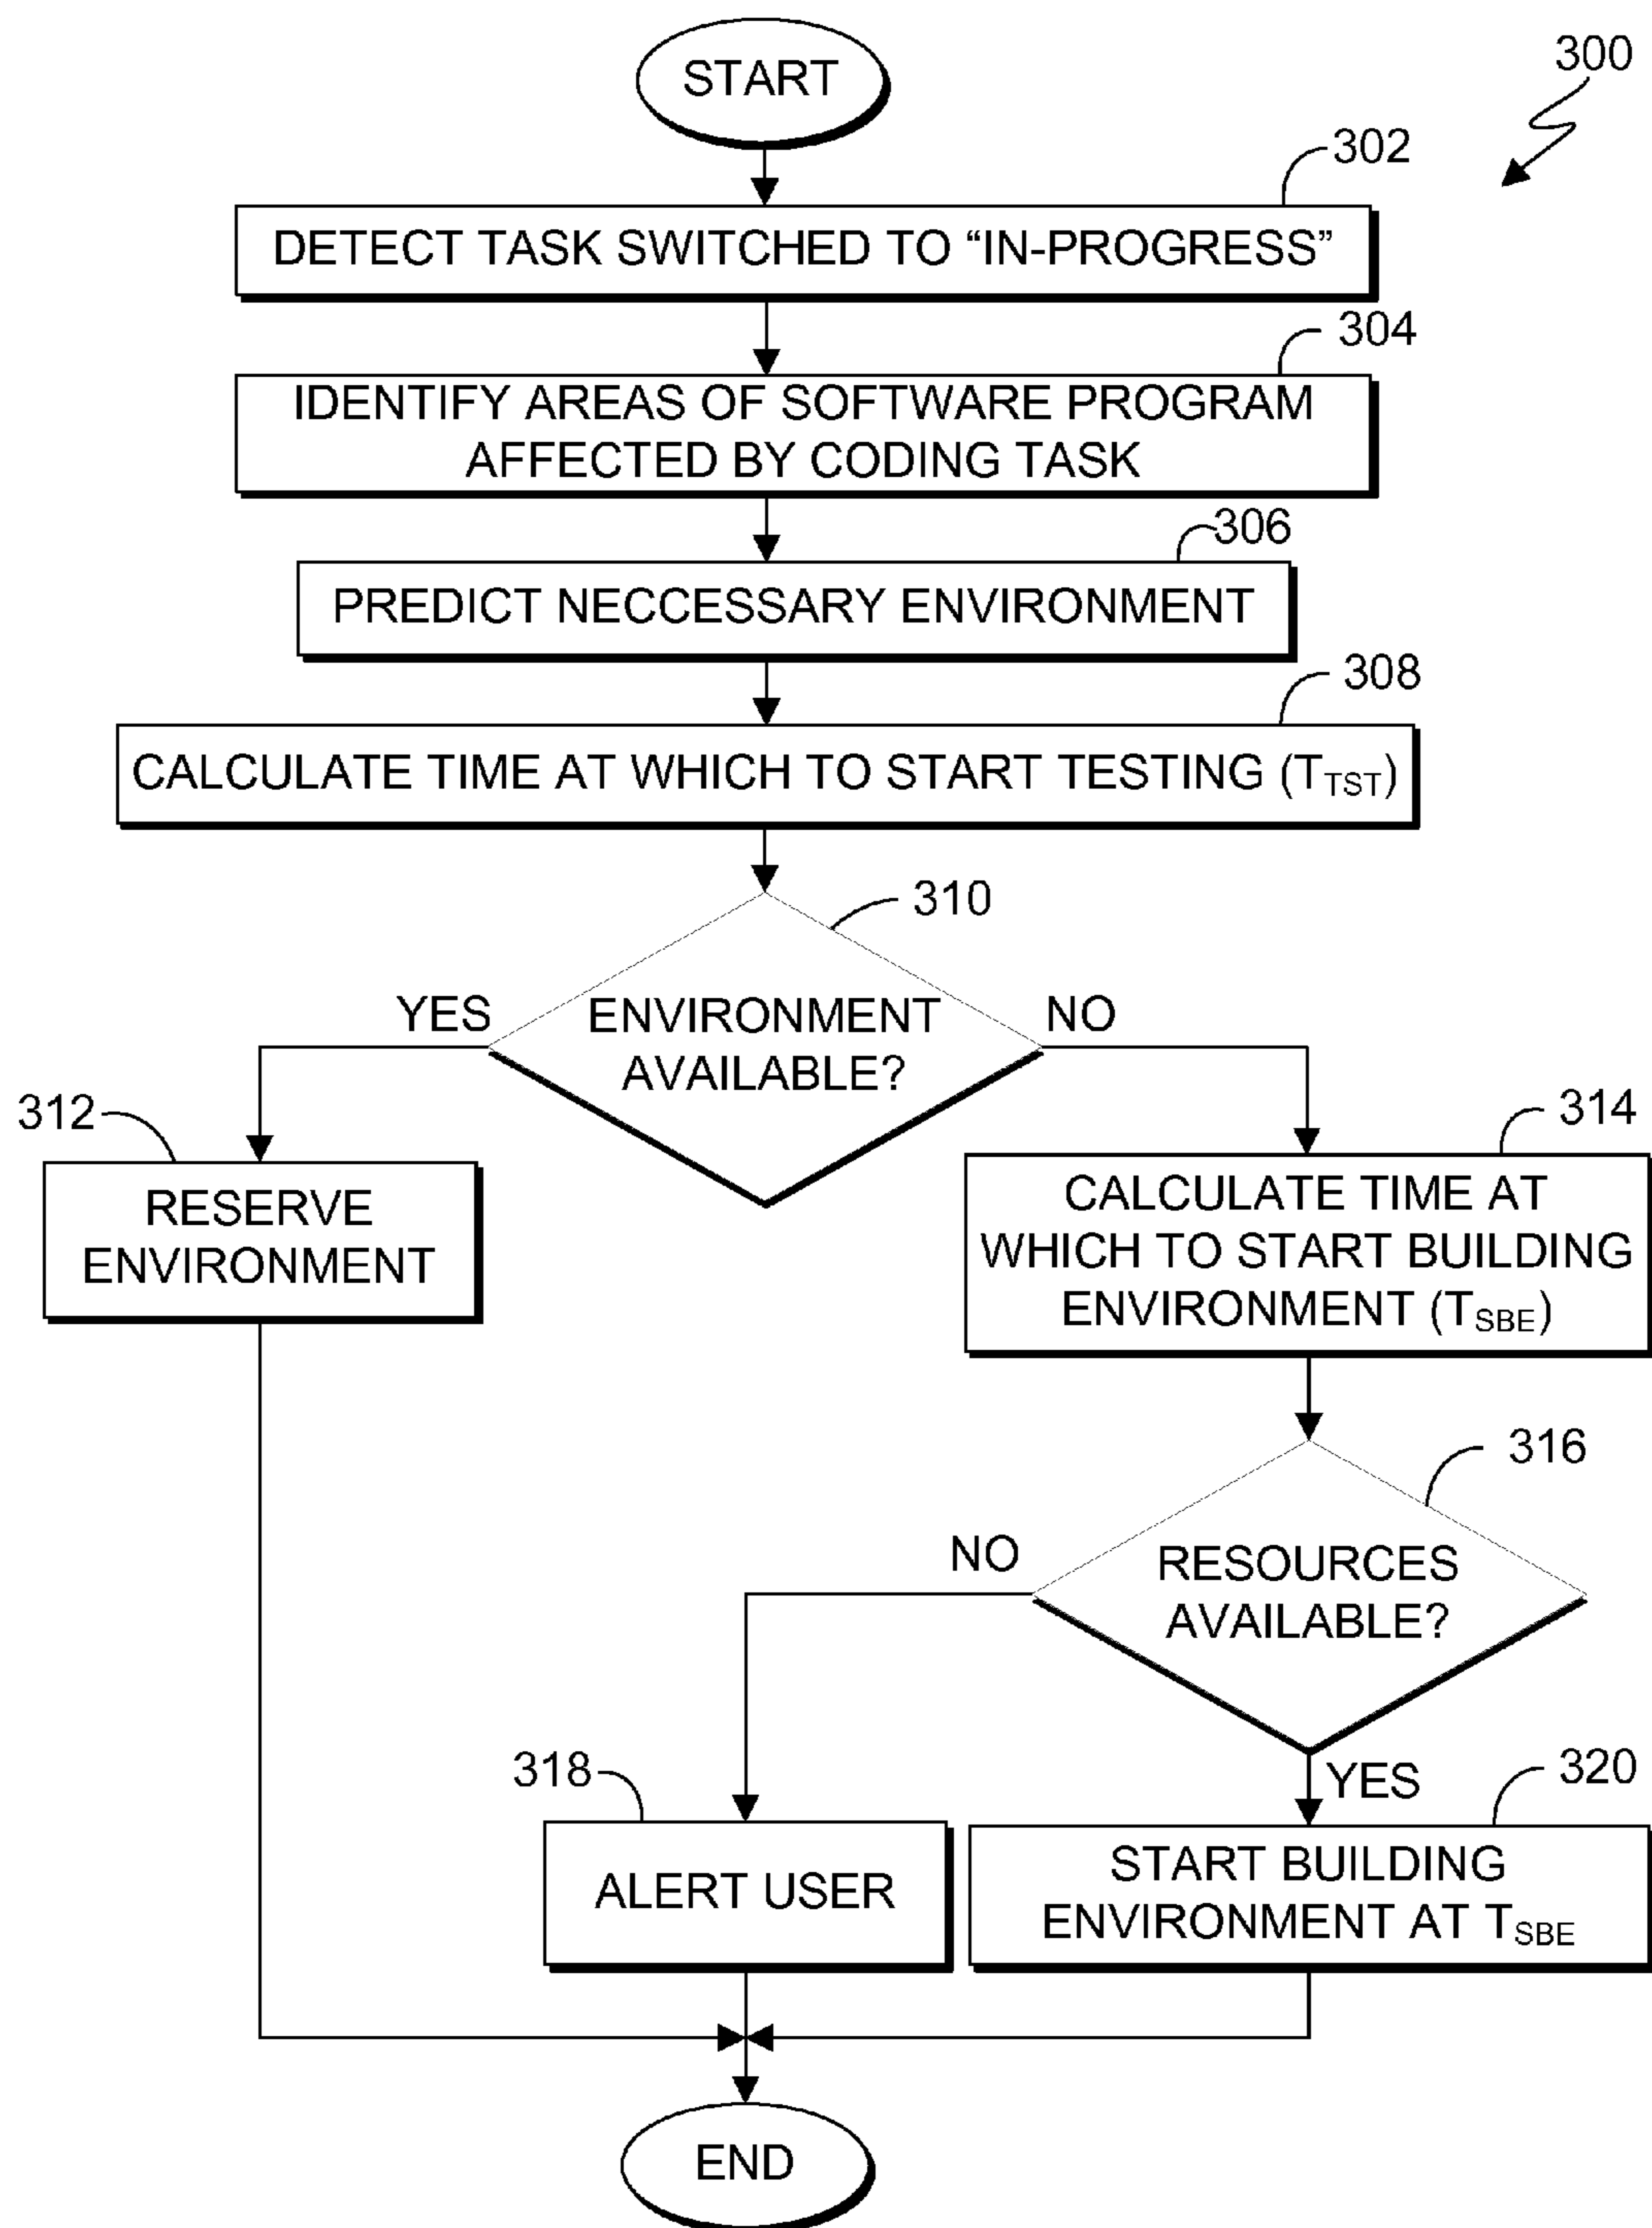 START
300
302
DETECT TASK SWITCHED TO “IN-PROGRESS”
304
IDENTIFY AREAS OF SOFTWARE PROGRAM
AFFECTED BY CODING TASK
306
PREDICT NECCESSARY ENVIRONMENT
308
CALCULATE TIME AT WHICH TO START TESTING (TTST)
310
YES
ENVIRONMENT
AVAILABLE?
NO
312
RESERVE
ENVIRONMENT
314
CALCULATE TIME AT
WHICH TO START BUILDING
ENVIRONMENT (TSBE)
316
NO
RESOURCES
AVAILABLE?
YES
318
ALERT USER
320
START BUILDING
ENVIRONMENT AT TSBE
END